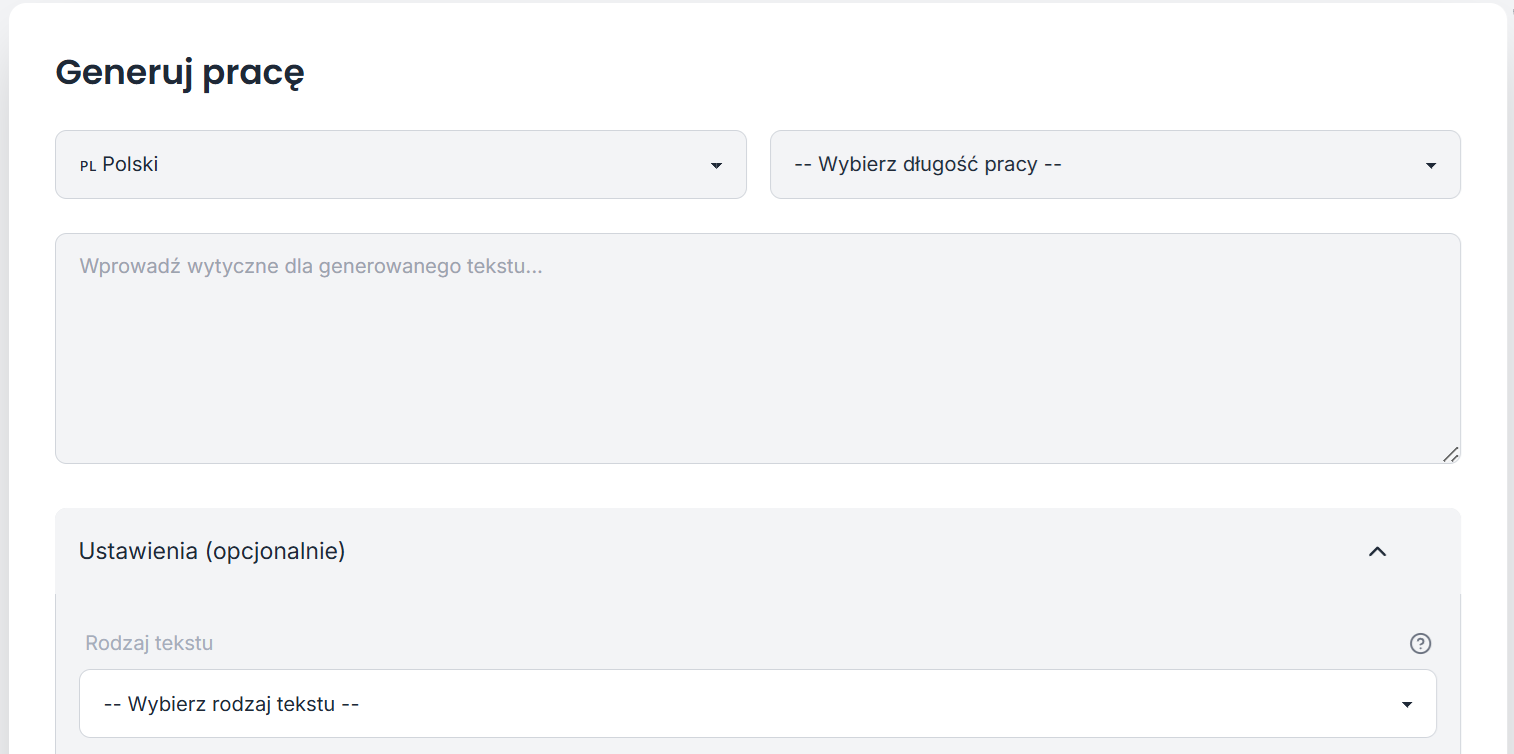 Generuj pracę
PL Polski
-- Wybierz długość pracy --
Wprowadź wytyczne dla generowanego tekstu...
Ustawienia (opcjonalnie)
Rodzaj tekstu
?
-- Wybierz rodzaj tekstu --